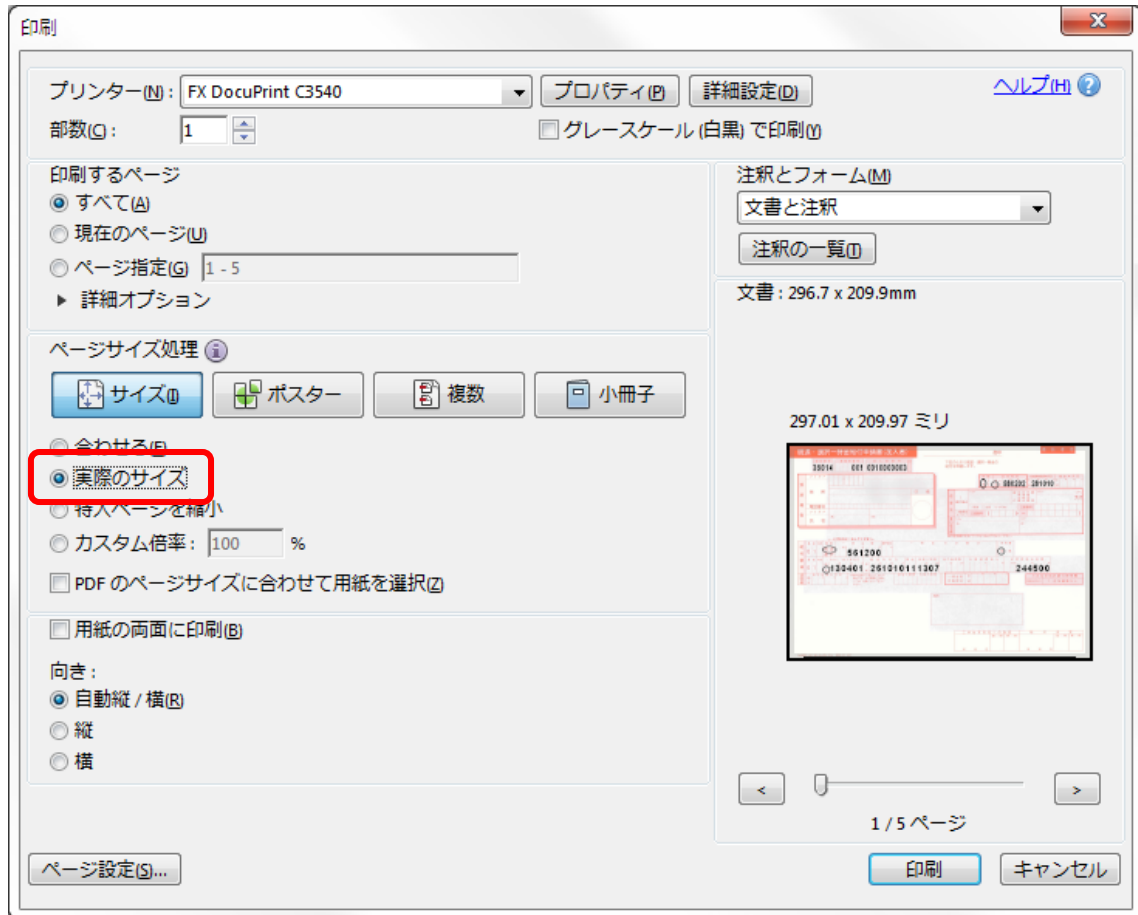 印刷
プリンター(N): FX DocuPrint C3540 プロパティ(P) 詳細設定(D) ヘルプ(H)
部数(C): 1 グレースケール (白黒) で印刷(Y)
印刷するページ
すべて(A)
現在のページ(U)
ページ指定(G) 1 - 5
詳細オプション
注釈とフォーム(M)
文書と注釈
注釈の一覧(T)
文書 : 296.7 x 209.9mm
ページサイズ処理
サイズ(I) ポスター 複数 小冊子
合わせる(F)
実際のサイズ
特大ページを縮小
カスタム倍率 : 100 %
PDF のページサイズに合わせて用紙を選択(Z)
297.01 x 209.97 ミリ
561200
244500
用紙の両面に印刷(B)
向き :
自動縦 / 横(R)
縦
横
< >
1 / 5 ページ
ページ設定(S)... 印刷 キャンセル